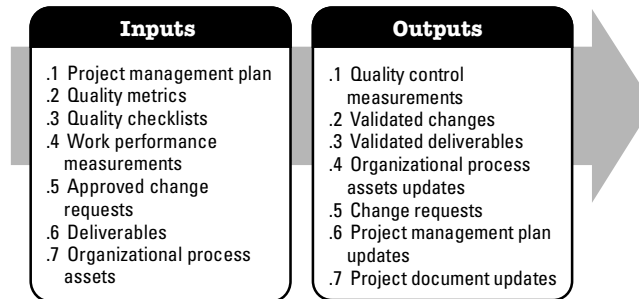 Inputs
.1 Project management plan
.2 Quality metrics
.3 Quality checklists
.4 Work performance
measurements
.5 Approved change
requests
.6 Deliverables
.7 Organizational process
assets
Outputs
.1 Quality control
measurements
.2 Validated changes
.3 Validated deliverables
.4 Organizational process
assets updates
.5 Change requests
.6 Project management plan
updates
.7 Project document updates